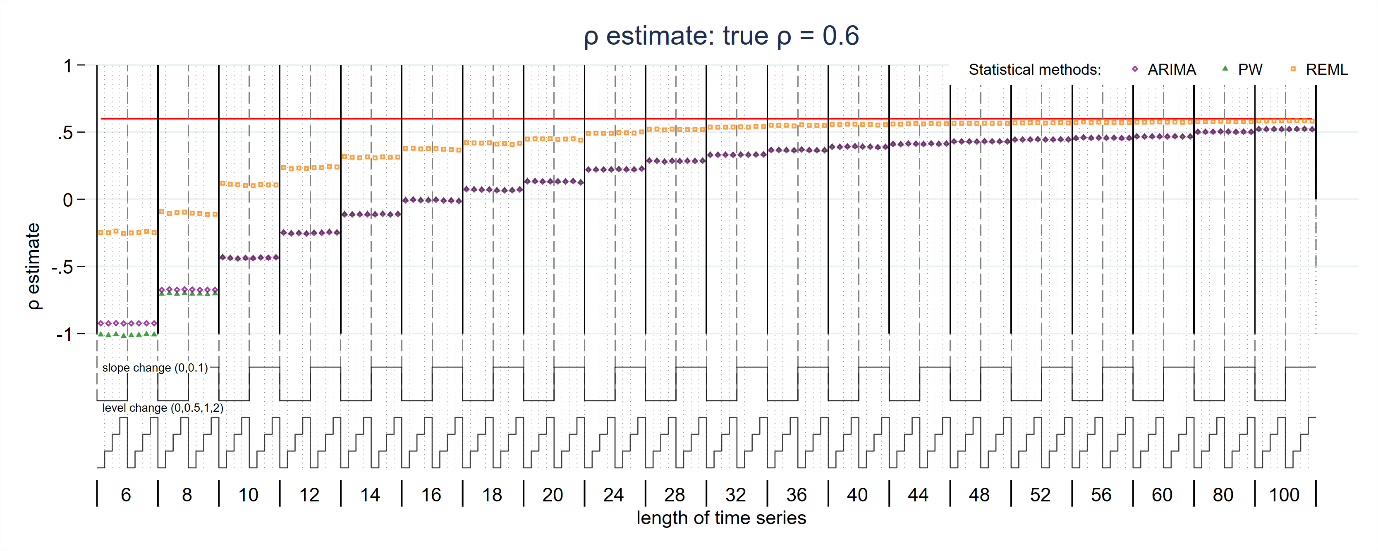 ρ estimate: true ρ = 0.6
Statistical methods: ARIMA PW REML
1
.5
0
-.5
-1
ρ estimate
slope change (0,0.1)
level change (0,0.5,1,2)
6 8 10 12 14 16 18 20 24 28 32 36 40 44 48 52 56 60 80 100
length of time series